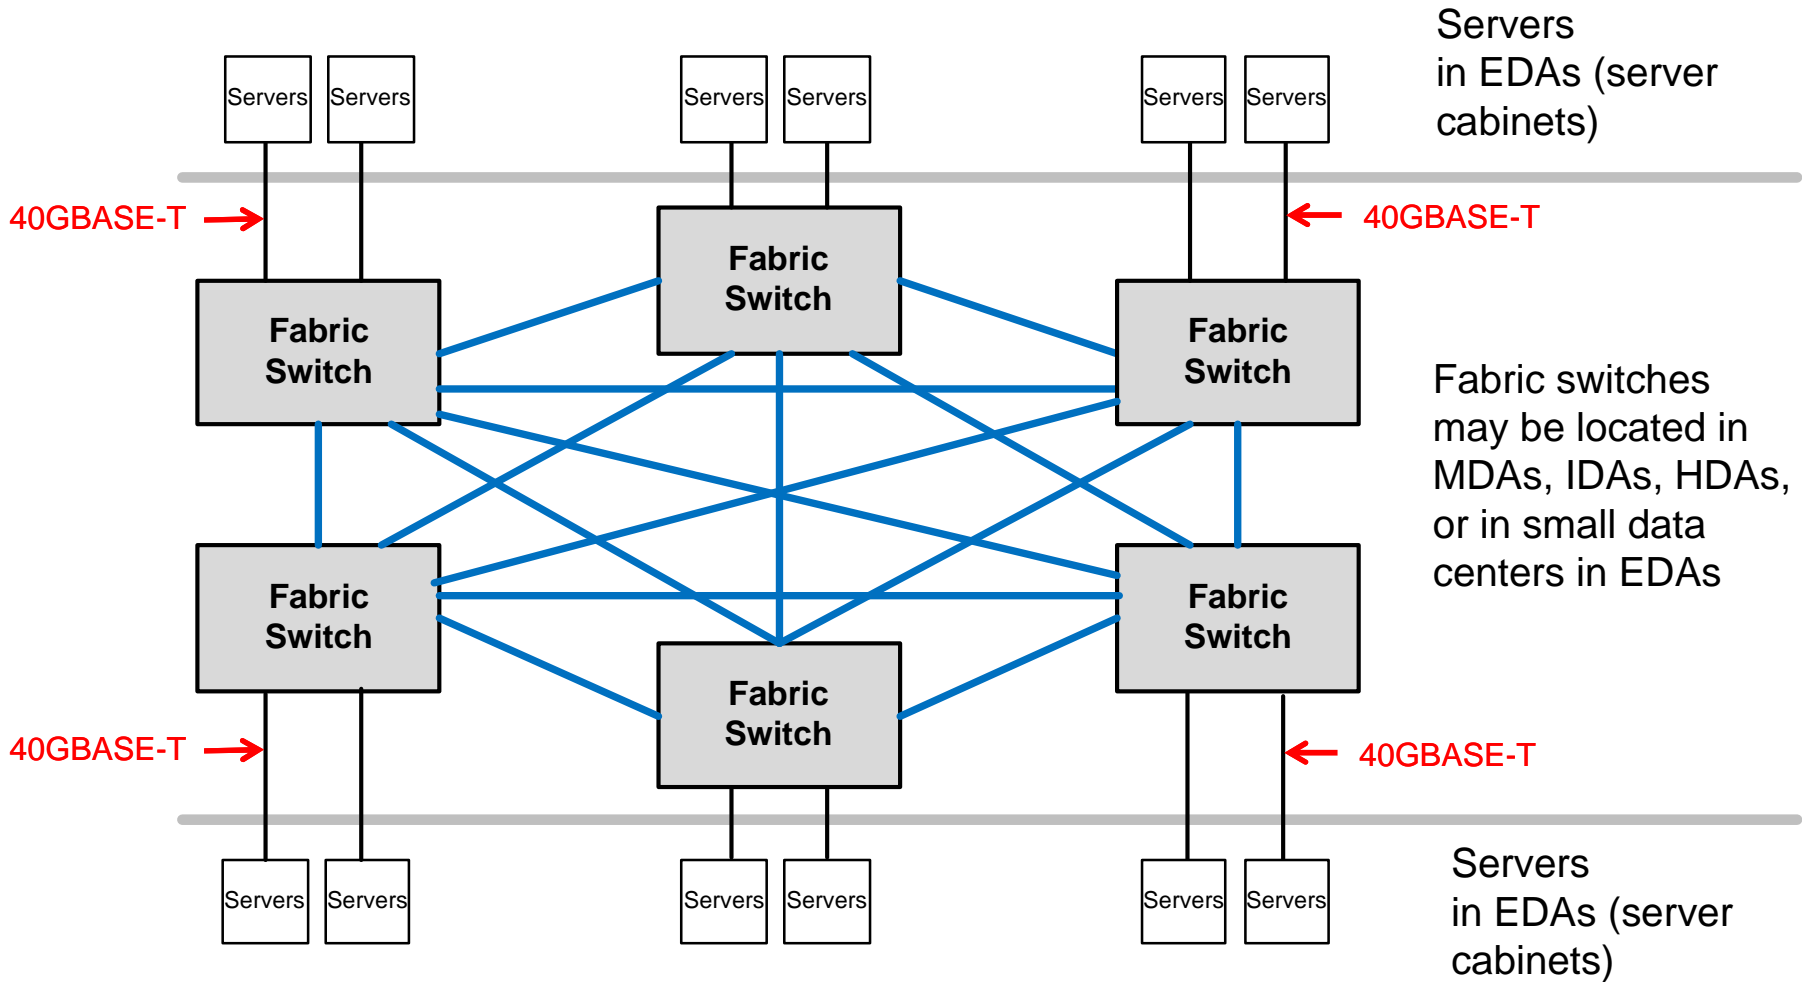 Servers
in EDAs (server
cabinets)
Servers Servers Servers Servers Servers Servers
40GBASE-T
40GBASE-T
Fabric
Switch
Fabric
Switch
Fabric
Switch
Fabric switches
may be located in
MDAs, IDAs, HDAs,
or in small data
centers in EDAs
Fabric
Switch
Fabric
Switch
Fabric
Switch
40GBASE-T
40GBASE-T
Servers Servers Servers Servers Servers Servers
Servers
in EDAs (server
cabinets)